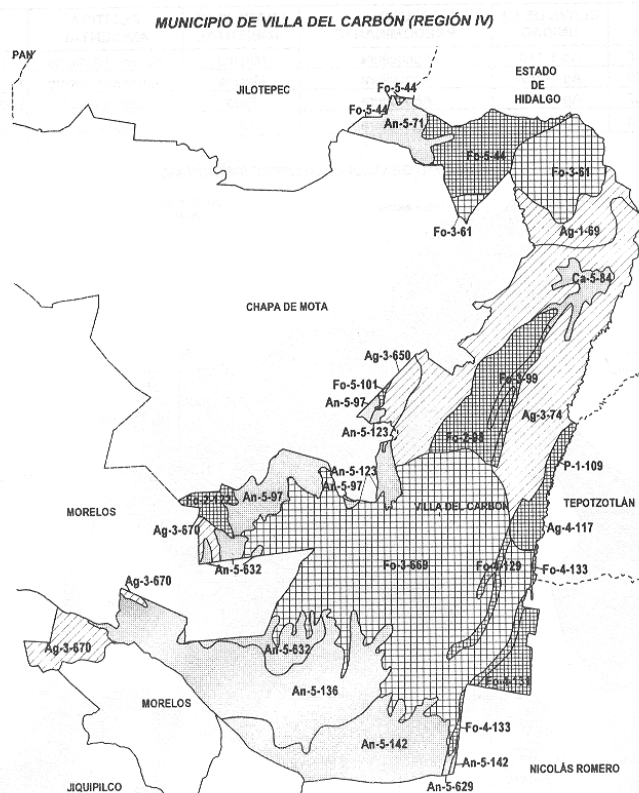 MUNICIPIO DE VILLA DEL CARBÓN (REGIÓN IV)
PAN
JILOTEPEC
Fo-5-44
ESTADO
DE
HIDALGO
Fo-5-44
An-5-71
Fo-5-44
Fo-3-61
Fo-3-61
Ag-1-69
Ca-5-84
CHAPA DE MOTA
Ag-3-650
Fo-3-99
Fo-5-101
An-5-97
Ag-3-74
An-5-123
Fo-2-98
P-1-109
An-5-123
An-5-97
An-5-97
VILLA DEL CARBÓN
TEPOTZOTLÁN
MORELOS
Ag-3-670
Ag-4-117
An-5-632
Fo-3-669
Fo-4-129
Fo-4-133
Ag-3-670
Ag-3-670
An-5-632
An-5-136
MORELOS
Fo-4-133
An-5-142
An-5-142
NICOLÁS ROMERO
JIQUIPILCO
An-5-629